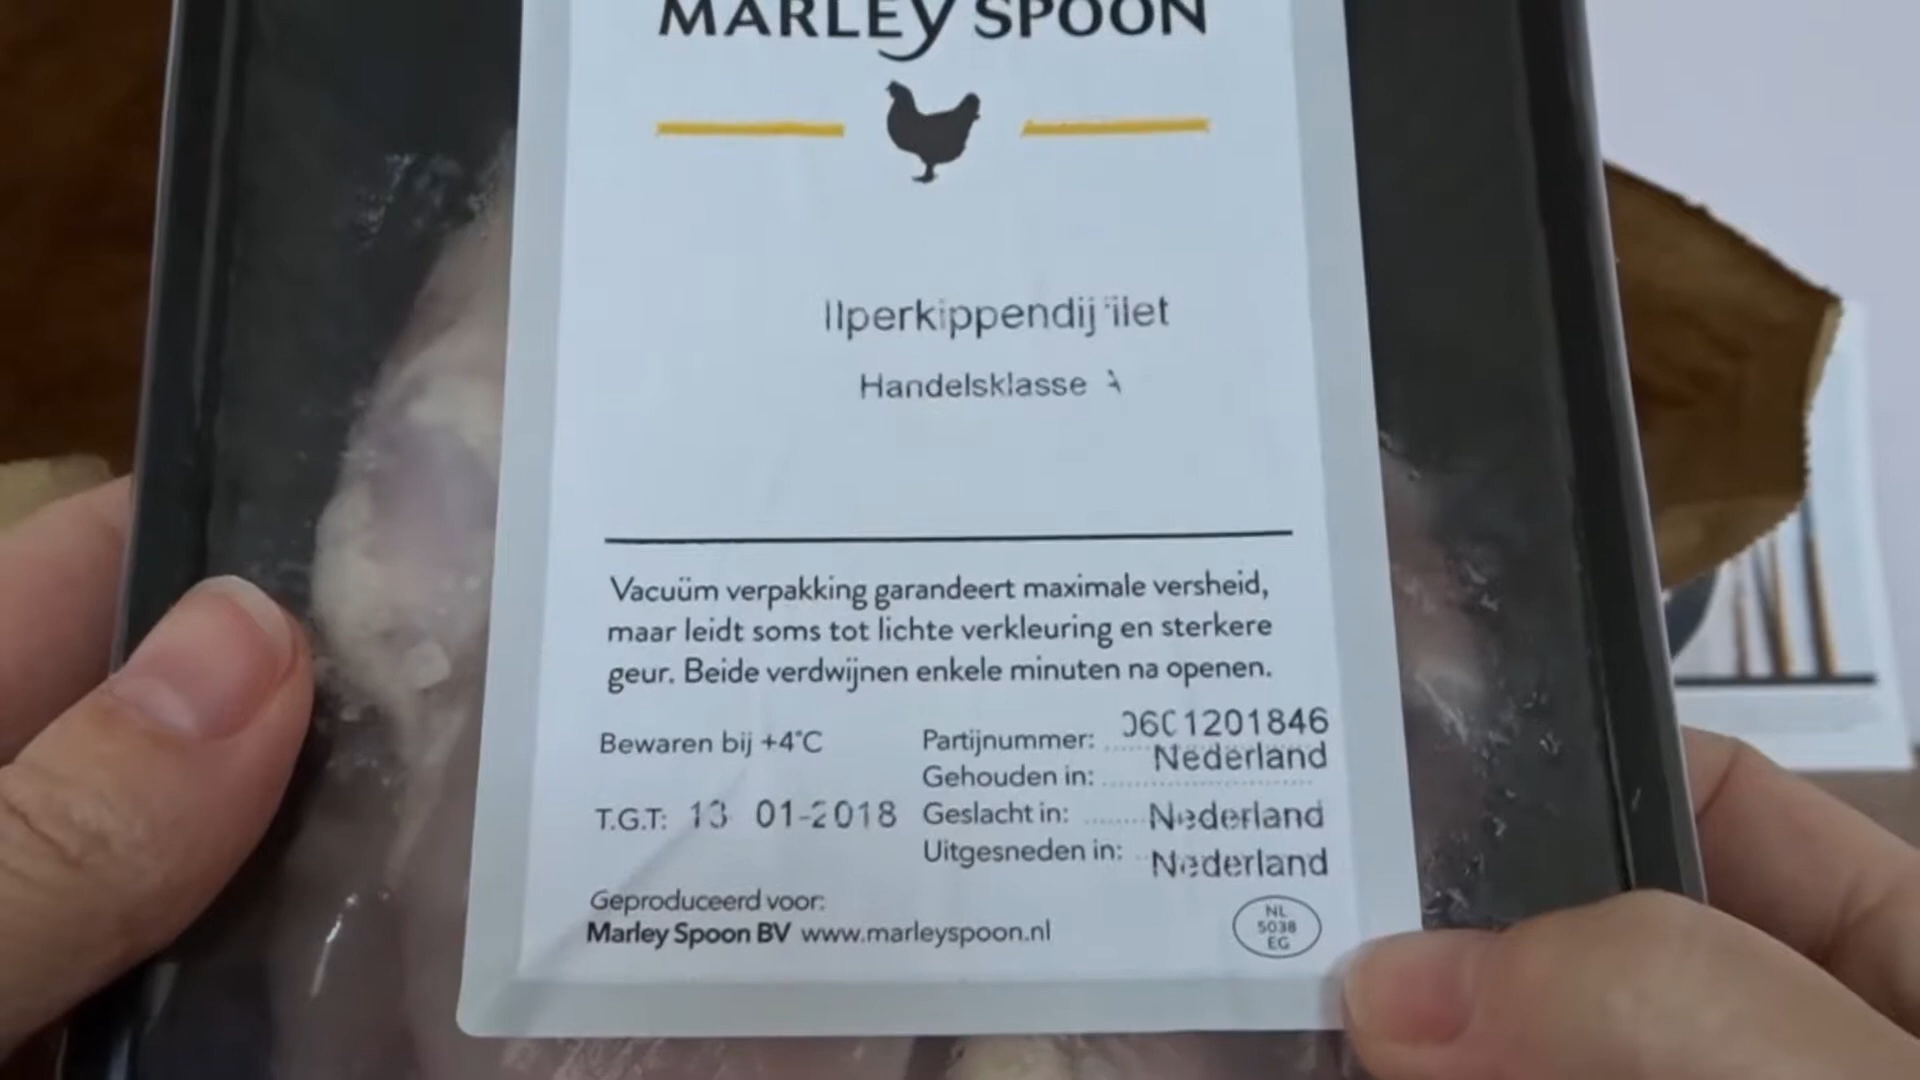 MARLEY SPOON
Handelsklasse
Vacuüm verpakking garandeert maximale versheid,
maar leidt soms tot lichte verkleuring en sterkere
geur. Beide verdwijnen enkele minuten na openen.
Bewaren bij +4°C
T.G.T: 13 01-2018
Partijnummer: 1201846
Gehouden in: Nederland
Geslacht in: Nederland
Uitgesneden in: Nederland
Geproduceerd voor:
Marley Spoon BV www.marleyspoon.nl
NL
5038
EG